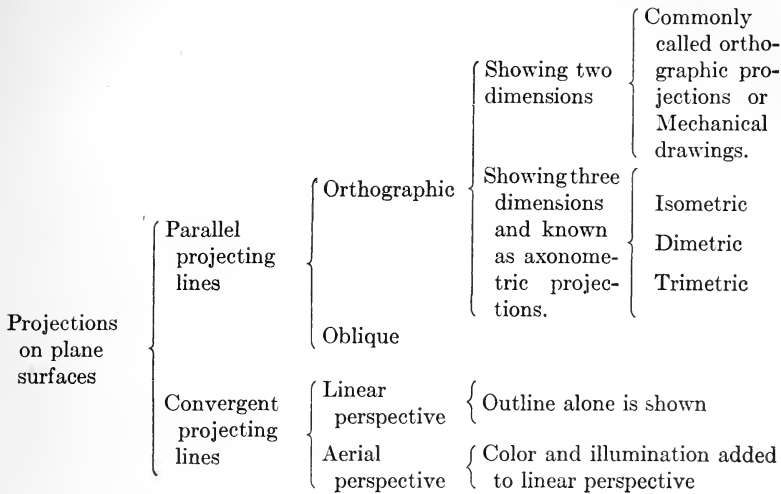 Projections
on plane
surfaces
Parallel
projecting
lines
Orthographic
Showing two
dimensions
Commonly
called ortho-
graphic pro-
jections or
Mechanical
drawings.
Showing three
dimensions
and known
as axonome-
tric projec-
tions.
Isometric
Dimetric
Trimetric
Oblique
Convergent
projecting
lines
Linear
perspective
Outline alone is shown
Aerial
perspective
Color and illumination added
to linear perspective